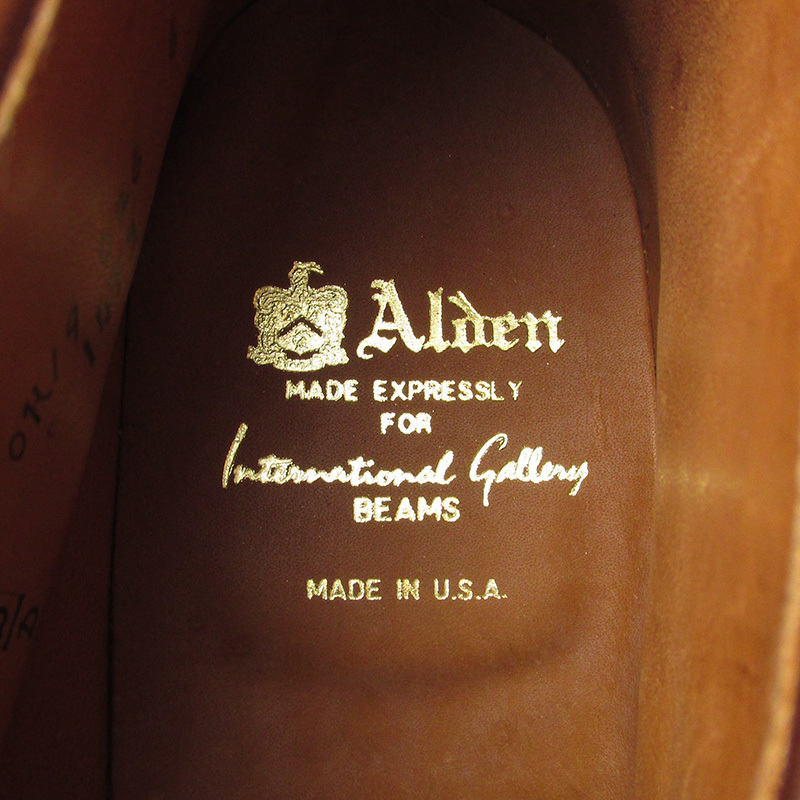 Alden
MADE EXPRESSLY
FOR
International Gallery
BEAMS
MADE IN U.S.A.